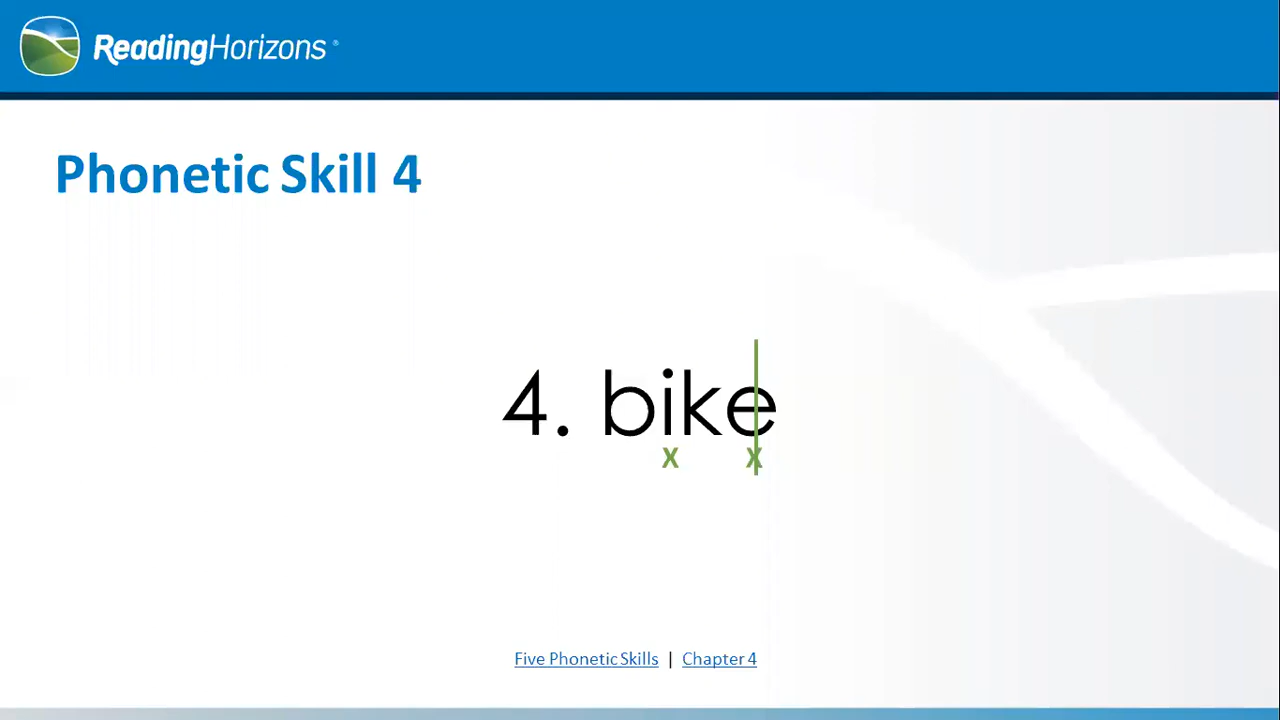 ReadingHorizons®
Phonetic Skill 4
4. bike
x x
Five Phonetic Skills | Chapter 4